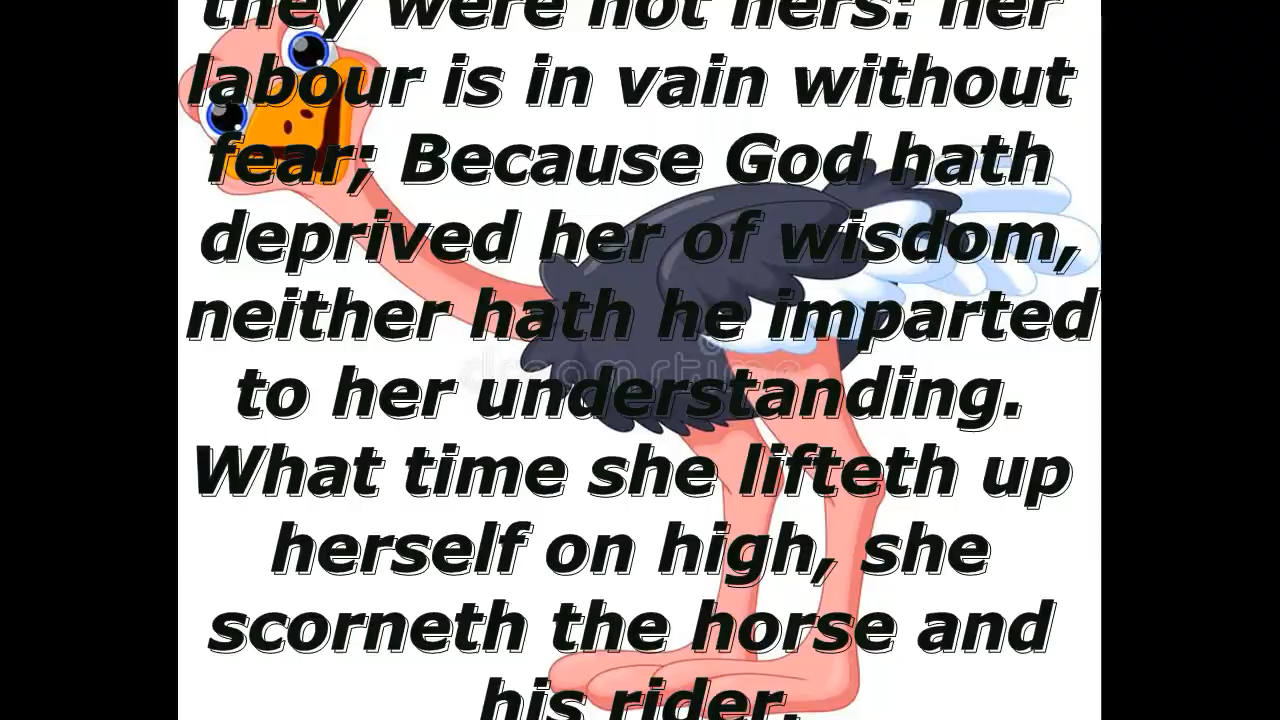 they were not hers: her
labour is in vain without
fear; Because God hath
deprived her of wisdom,
neither hath he imparted
to her understanding.
What time she lifteth up
herself on high, she
scorneth the horse and
his rider.
dreamstime